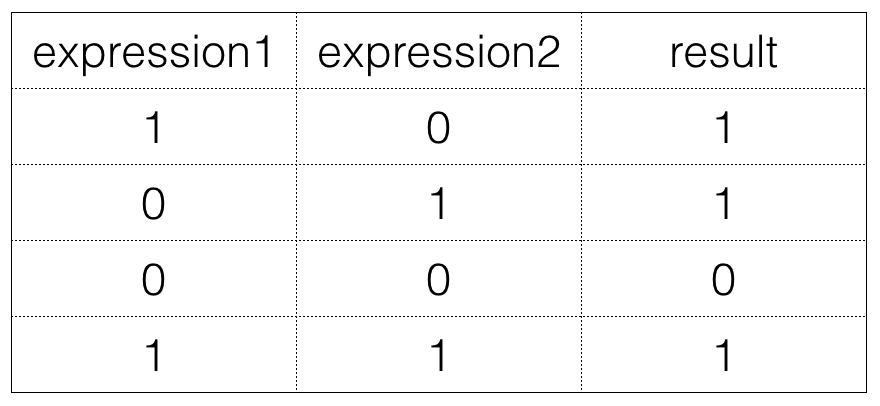 expression1 expression2 result
1 0 1
0 1 1
0 0 0
1 1 1